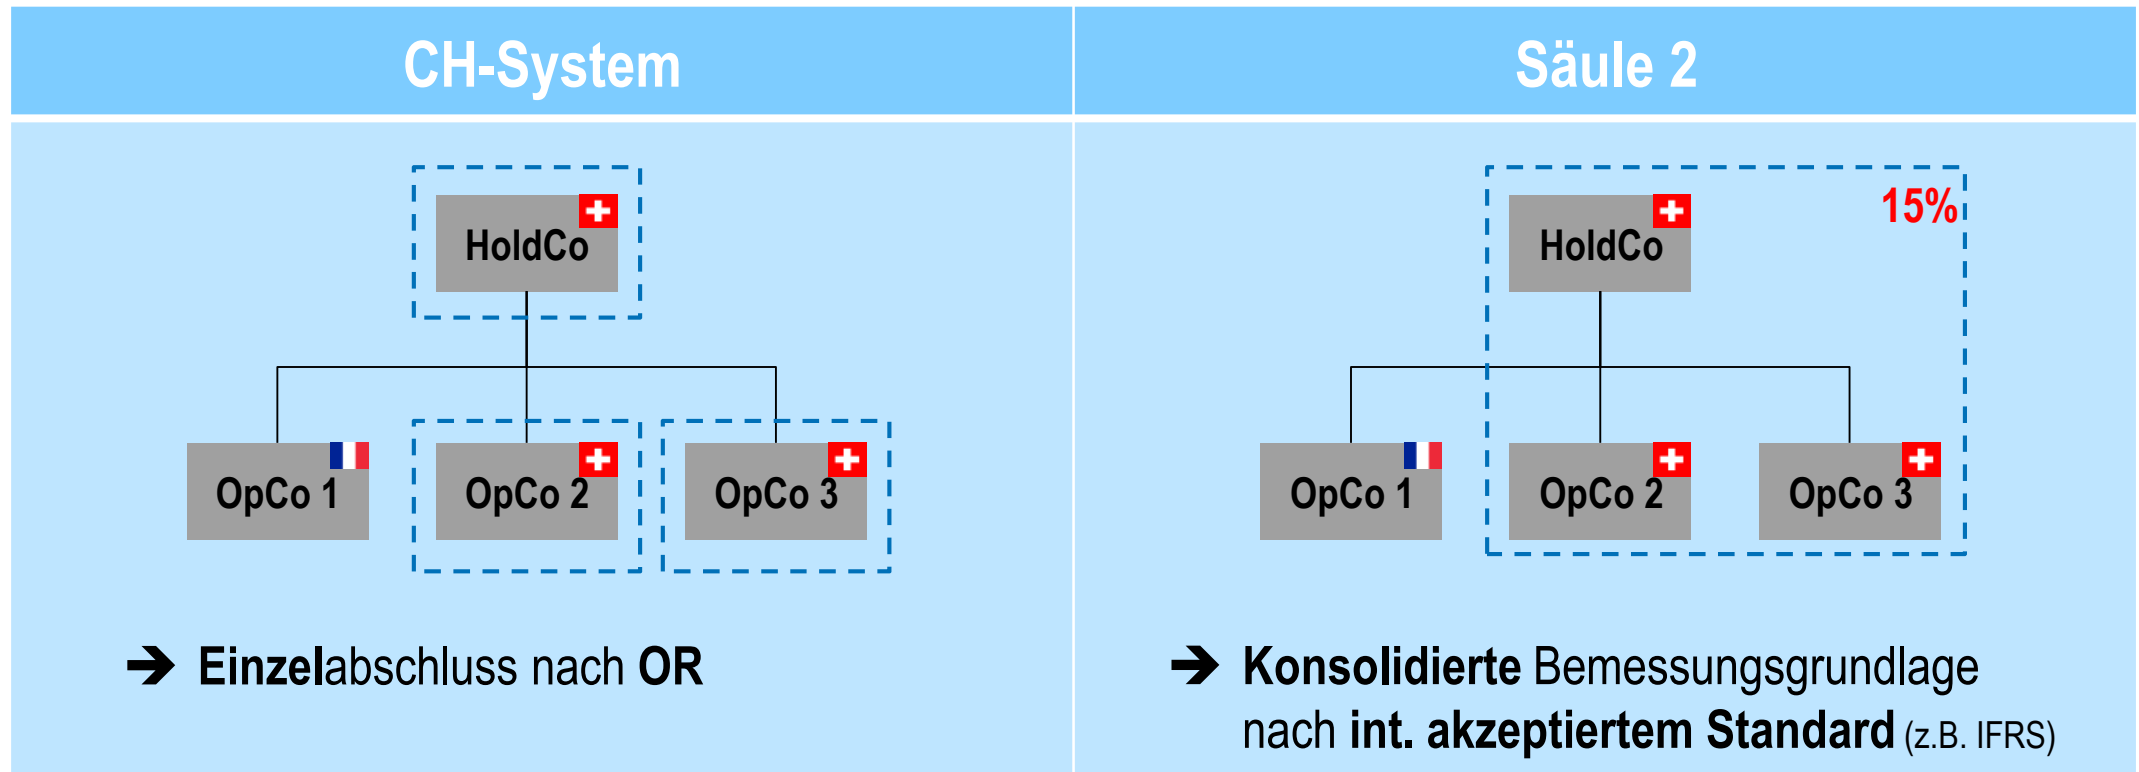 CH-System
HoldCo
OpCo 1
OpCo 2
OpCo 3
➔ Einzelabschluss nach OR
Säule 2
15%
HoldCo
OpCo 1
OpCo 2
OpCo 3
➔ Konsolidierte Bemessungsgrundlage
nach int. akzeptiertem Standard (z.B. IFRS)